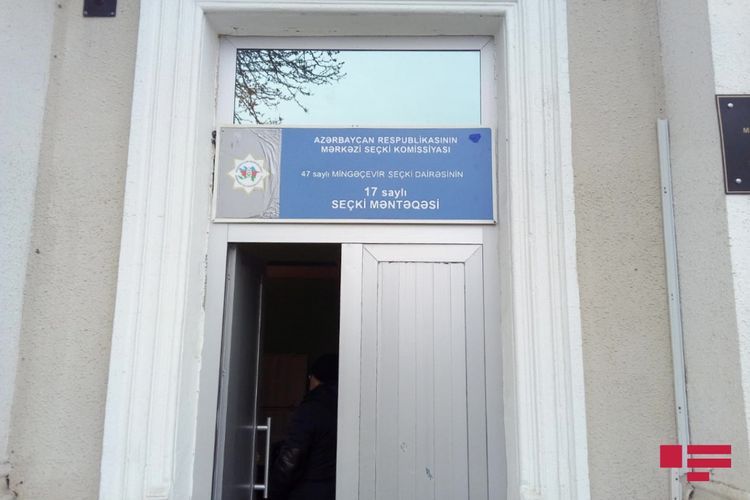 AZƏRBAYCAN RESPUBLİKASININ
MƏRKƏZİ SEÇKİ KOMİSSİYASI
47 saylı MİNGƏÇEVİR SEÇKİ DAİRƏSİNİN
17 saylı
SEÇKİ MƏNTƏQƏSİ